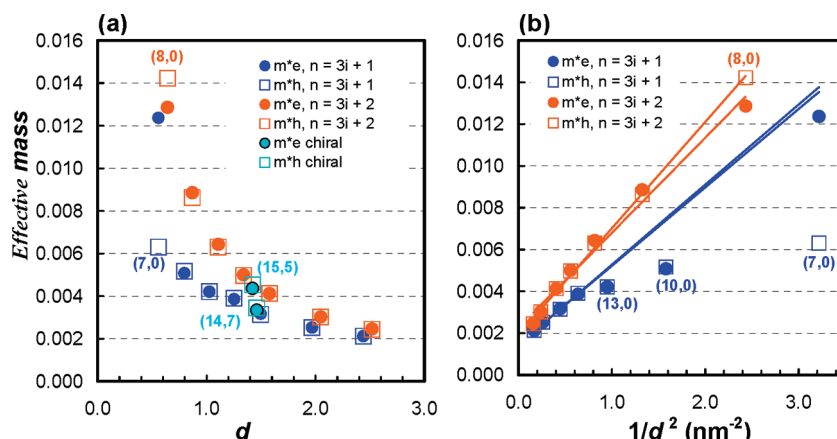 (a)
Effective mass
0.016
0.014
0.012
0.010
0.008
0.006
0.004
0.002
0.000
(8,0)
m*e, n = 3i + 1
m*h, n = 3i + 1
m*e, n = 3i + 2
m*h, n = 3i + 2
m*e chiral
m*h chiral
(7,0)
(15,5)
(14,7)
0.0 1.0 2.0 3.0
d
(b)
0.016
0.014
0.012
0.010
0.008
0.006
0.004
0.002
0.000
(8,0)
m*e, n = 3i + 1
m*h, n = 3i + 1
m*e, n = 3i + 2
m*h, n = 3i + 2
(7,0)
(10,0)
(13,0)
0.0 1.0 2.0 3.0
1/d² (nm⁻²)